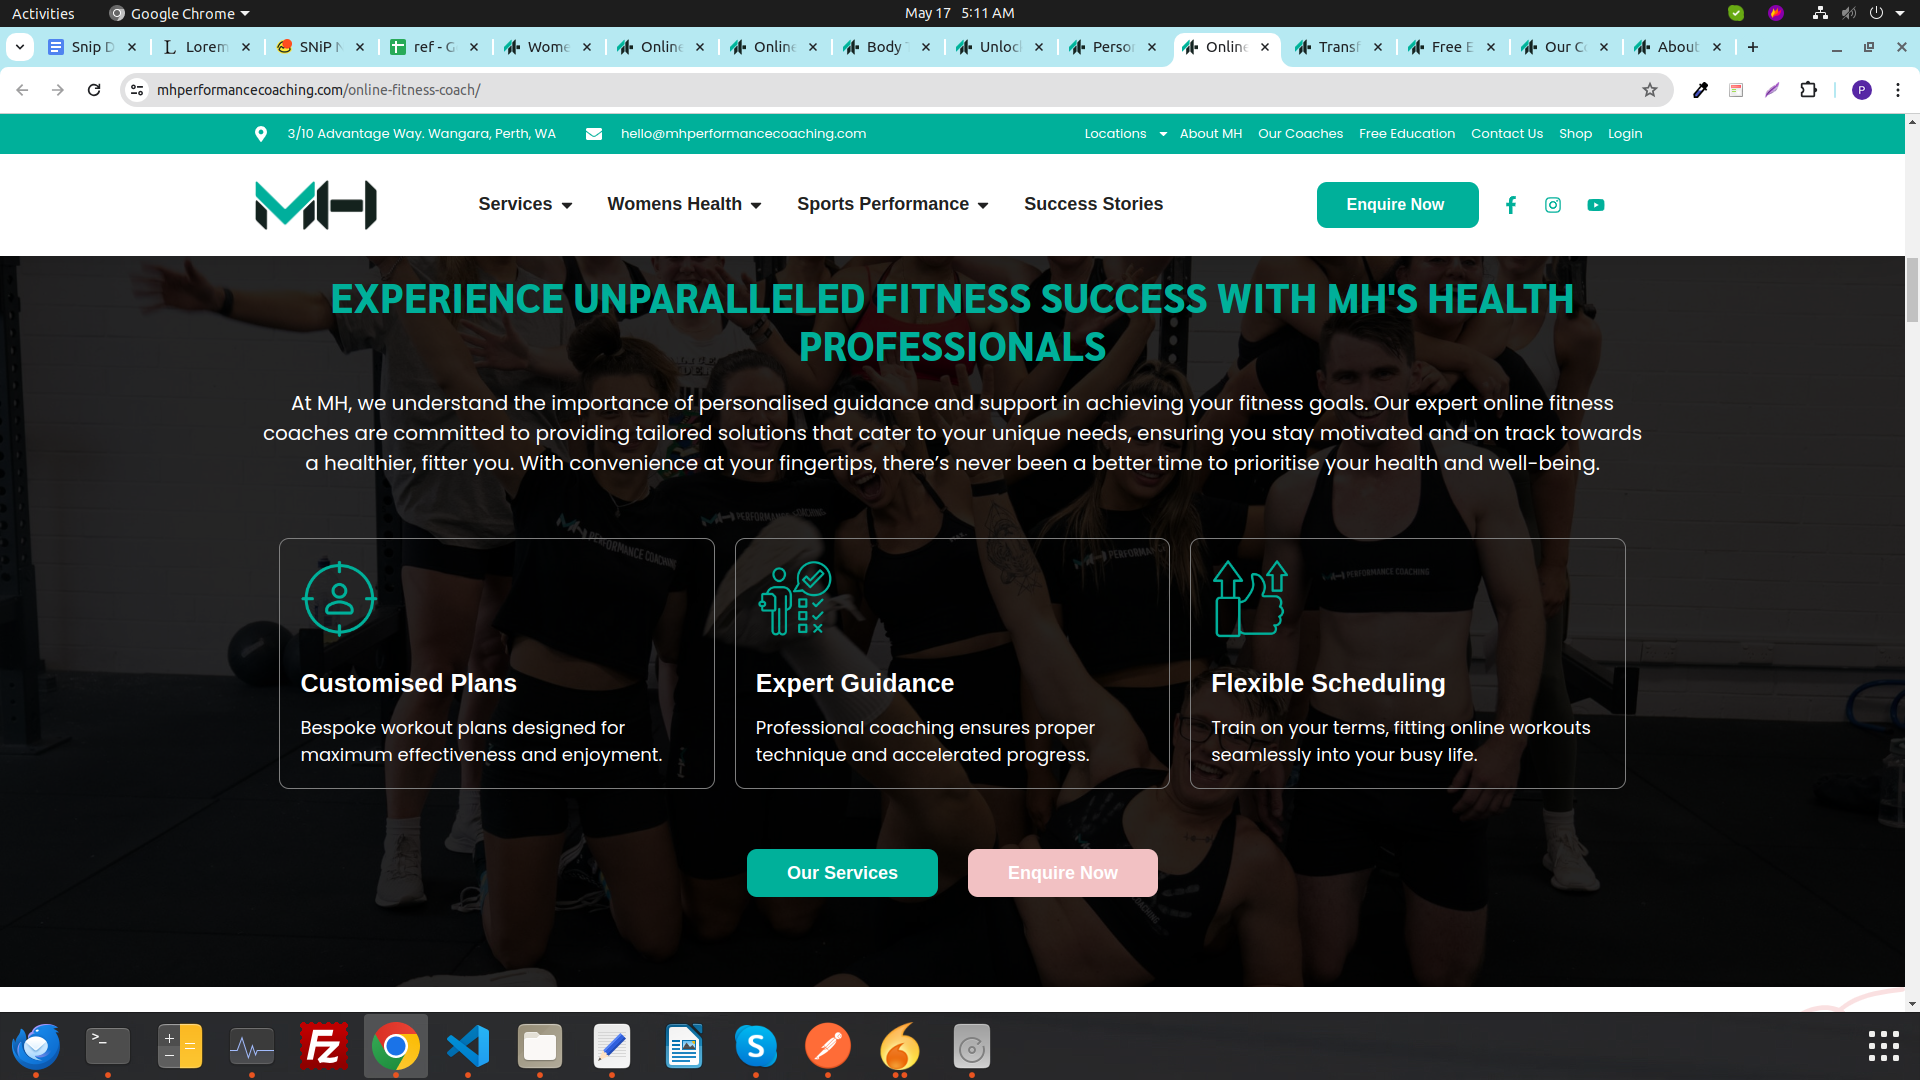 Activities
Google Chrome
May 17 5:11 AM
Snip D
Lorem
SNiP N
ref - G
Wome
Online
Online
Body
Unlock
Person
Online
Transf
Free E
Our Co
About
mhperformancecoaching.com/online-fitness-coach/
P
3/10 Advantage Way. Wangara, Perth, WA
hello@mhperformancecoaching.com
Locations
About MH
Our Coaches
Free Education
Contact Us
Shop
Login
MH
Services
Womens Health
Sports Performance
Success Stories
Enquire Now
EXPERIENCE UNPARALLELED FITNESS SUCCESS WITH MH'S HEALTH
PROFESSIONALS
At MH, we understand the importance of personalised guidance and support in achieving your fitness goals. Our expert online fitness
coaches are committed to providing tailored solutions that cater to your unique needs, ensuring you stay motivated and on track towards
a healthier, fitter you. With convenience at your fingertips, there’s never been a better time to prioritise your health and well-being.
Customised Plans
Bespoke workout plans designed for
maximum effectiveness and enjoyment.
Expert Guidance
Professional coaching ensures proper
technique and accelerated progress.
Flexible Scheduling
Train on your terms, fitting online workouts
seamlessly into your busy life.
Our Services
Enquire Now